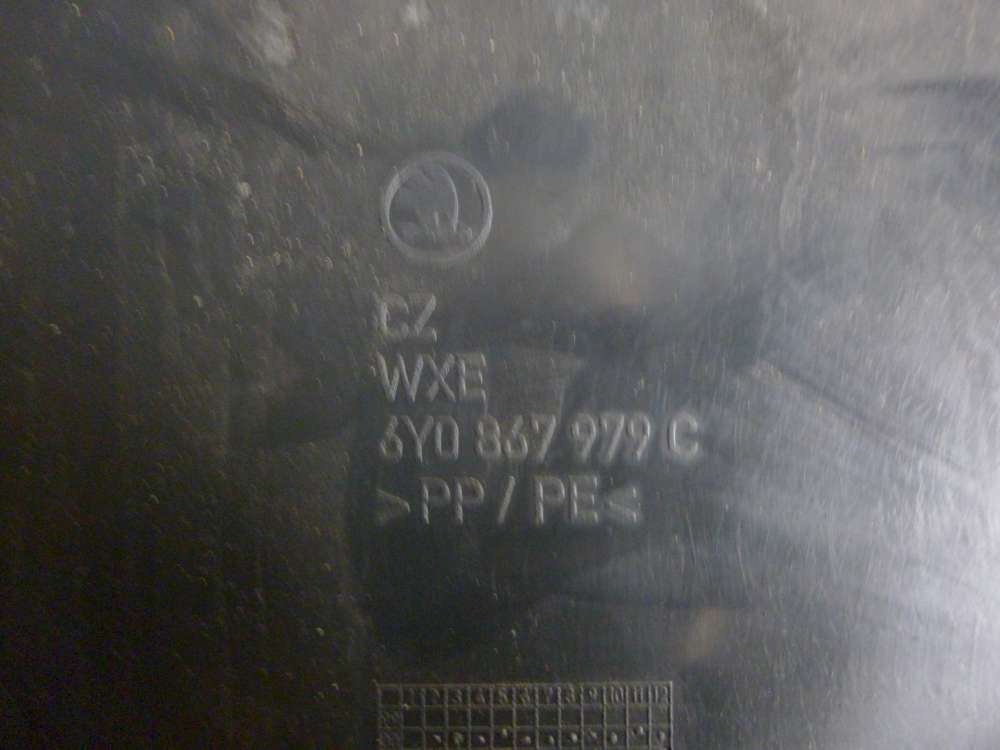 CZ
WXE
6Y0 867 979 C
>PP/PE<
1 2 3 4 5 6 7 8 9 10 11 12